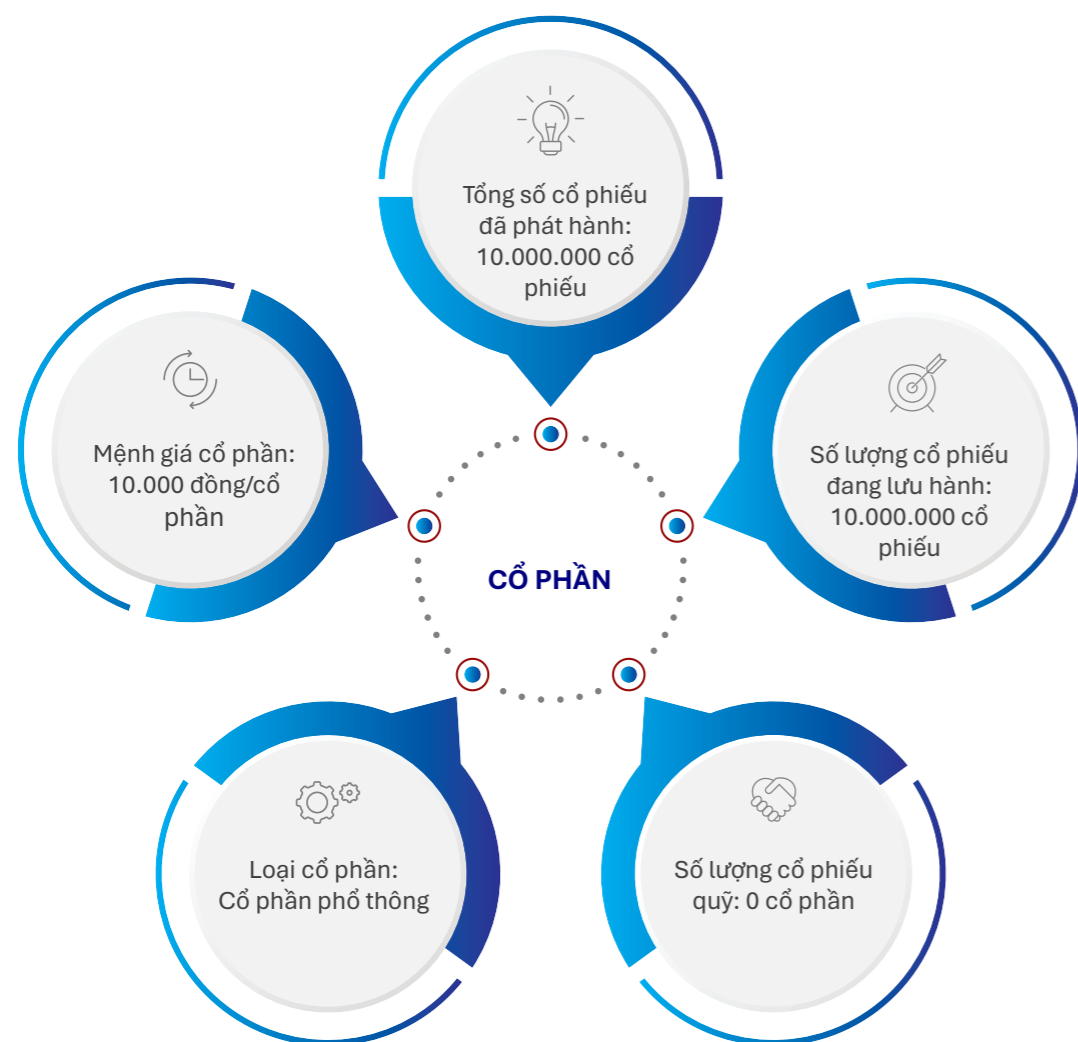 Tổng số cổ phiếu
đã phát hành:
10.000.000 cổ
phiếu
Mệnh giá cổ phần:
10.000 đồng/cổ
phần
Số lượng cổ phiếu
đang lưu hành:
10.000.000 cổ
phiếu
CỔ PHẦN
Loại cổ phần:
Cổ phần phổ thông
Số lượng cổ phiếu
quỹ: 0 cổ phần